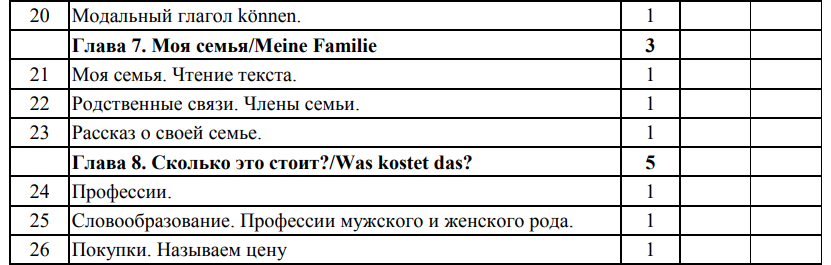 20 Модальный глагол können. 1
Глава 7. Моя семья/Meine Familie 3
21 Моя семья. Чтение текста. 1
22 Родственные связи. Члены семьи. 1
23 Рассказ о своей семье. 1
Глава 8. Сколько это стоит?/Was kostet das? 5
24 Профессии. 1
25 Словообразование. Профессии мужского и женского рода. 1
26 Покупки. Называем цену 1